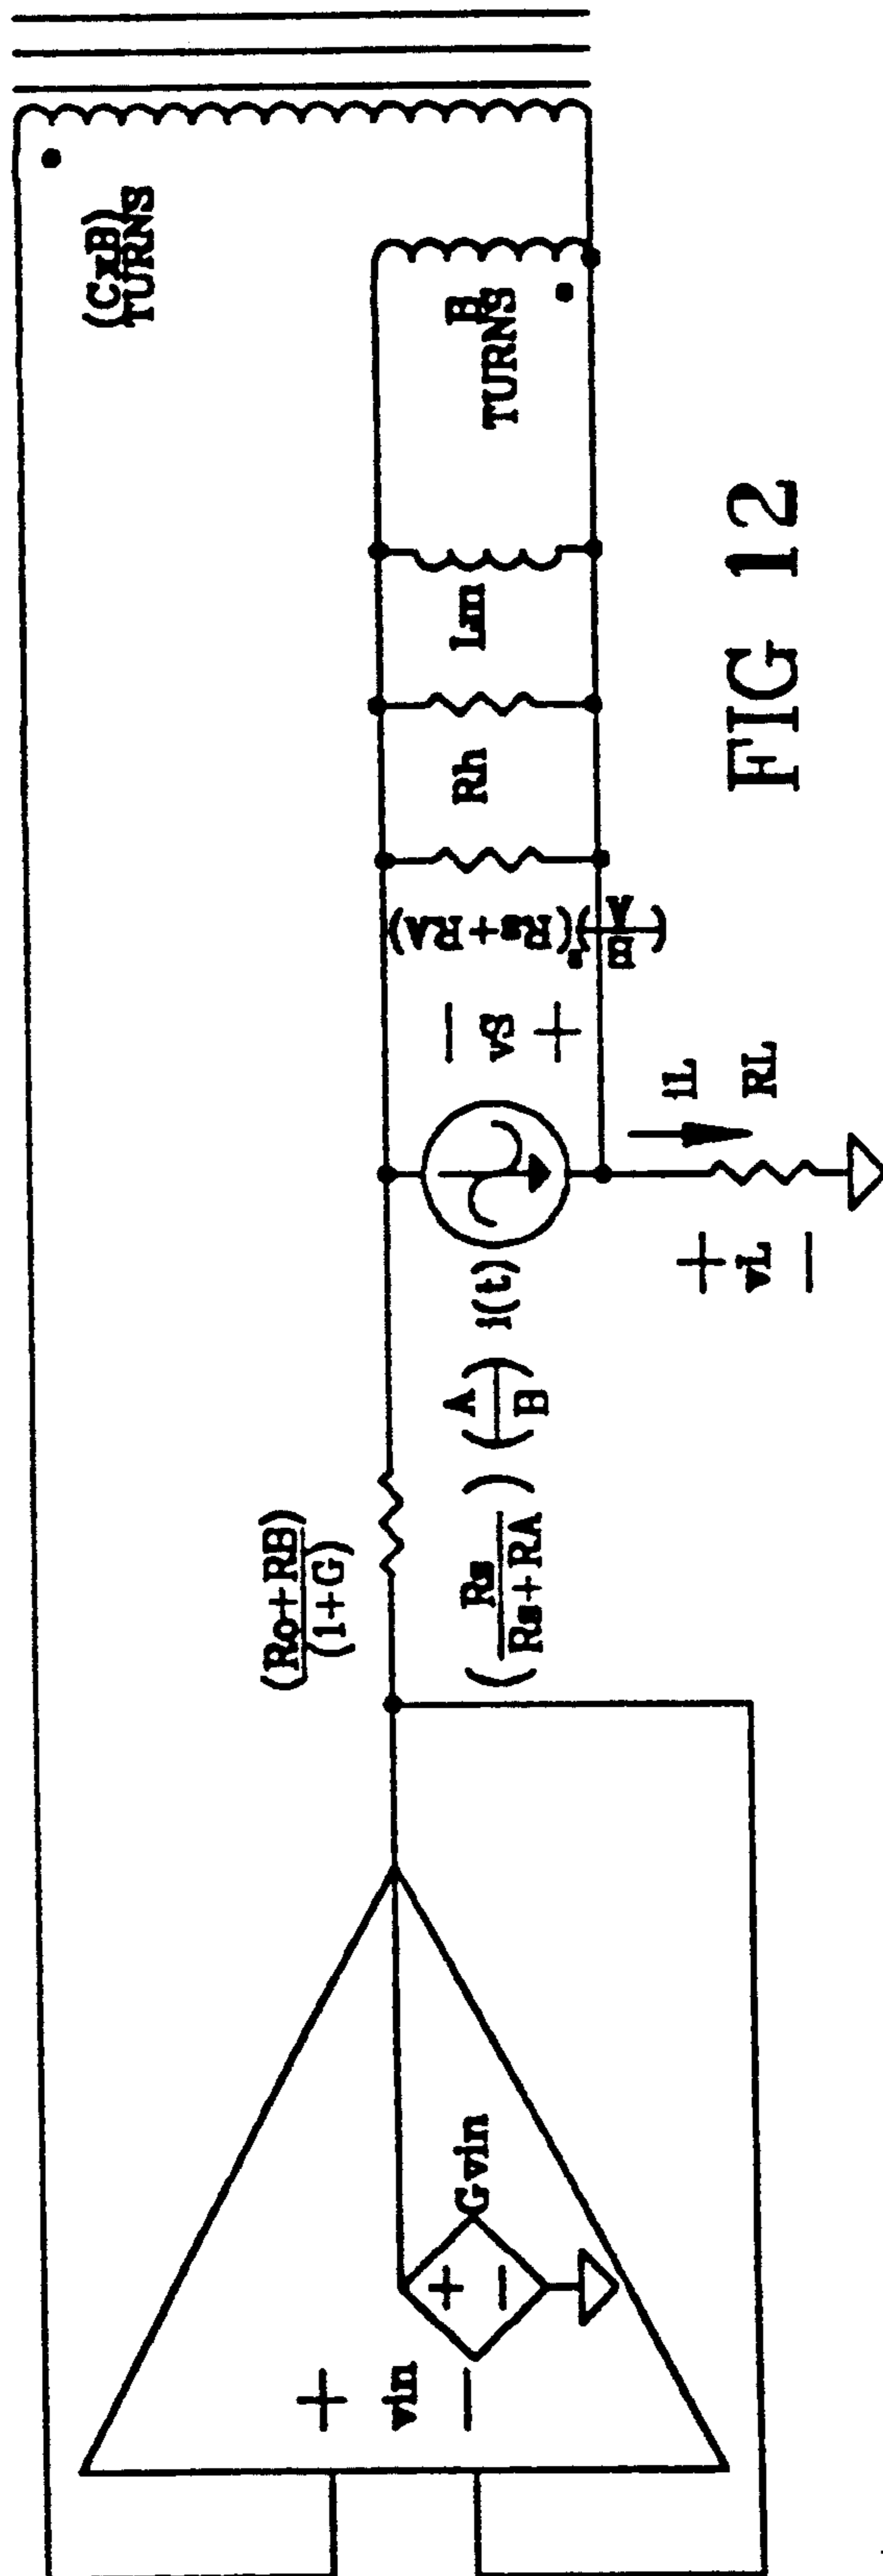 (CxB)
TURNS
B
TURNS
Lm
Rh
(B/A)² (Rs+RA)
− vS +
iL
RL
+ vL −
i(t)
(Rs/(Rs+RA)) (A/B)
(Ro+RB)/(1+G)
Gvin
+
−
+ vin −
FIG 12